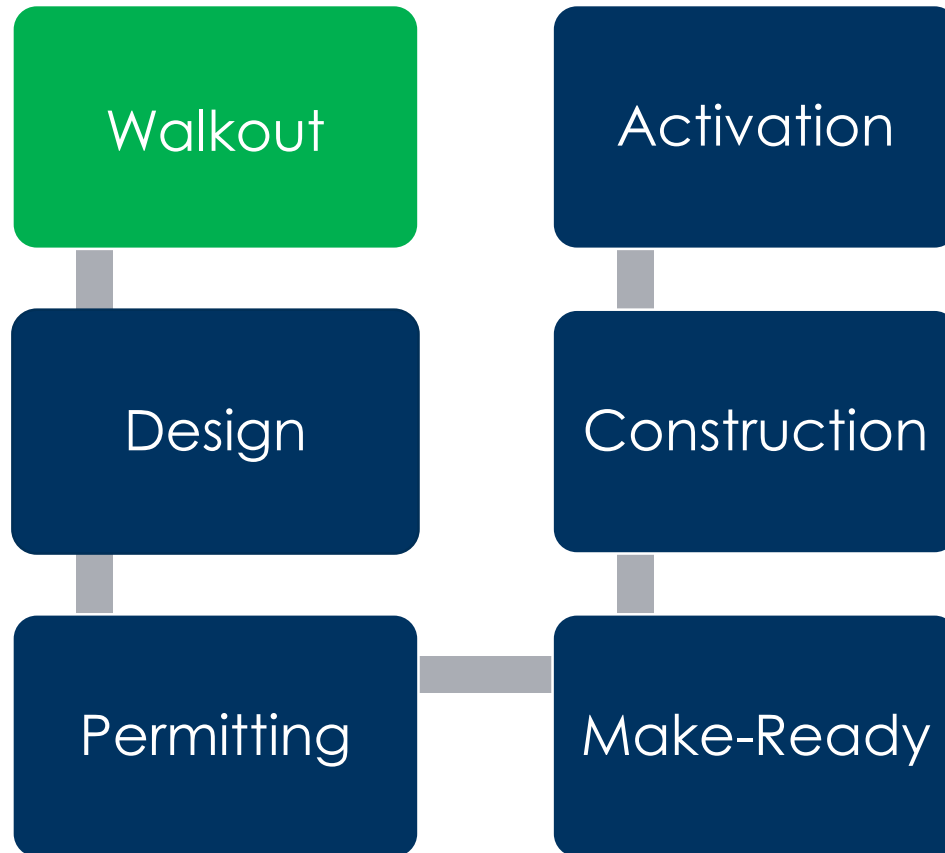 Walkout
Design
Permitting
Make-Ready
Construction
Activation